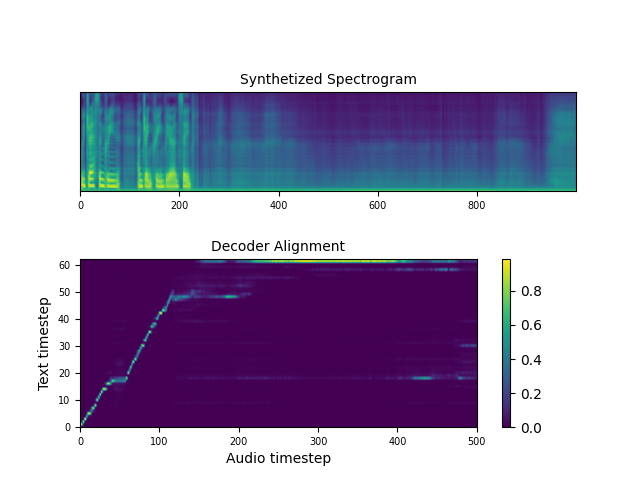 Synthetized Spectrogram
0 200 400 600 800
Decoder Alignment
Text timestep
60
50
40
30
20
10
0
0 100 200 300 400 500
Audio timestep
0.8
0.6
0.4
0.2
0.0